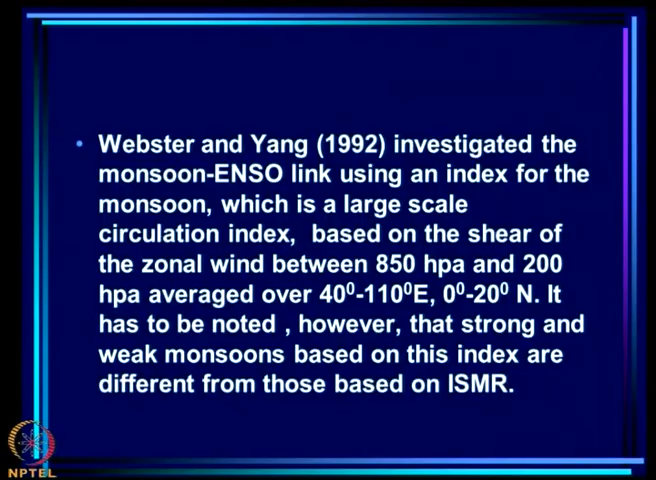 • Webster and Yang (1992) investigated the
monsoon-ENSO link using an index for the
monsoon, which is a large scale
circulation index,  based on the shear of
the zonal wind between 850 hpa and 200
hpa averaged over 40⁰-110⁰E, 0⁰-20⁰ N. It
has to be noted , however, that strong and
weak monsoons based on this index are
different from those based on ISMR.
NPTEL